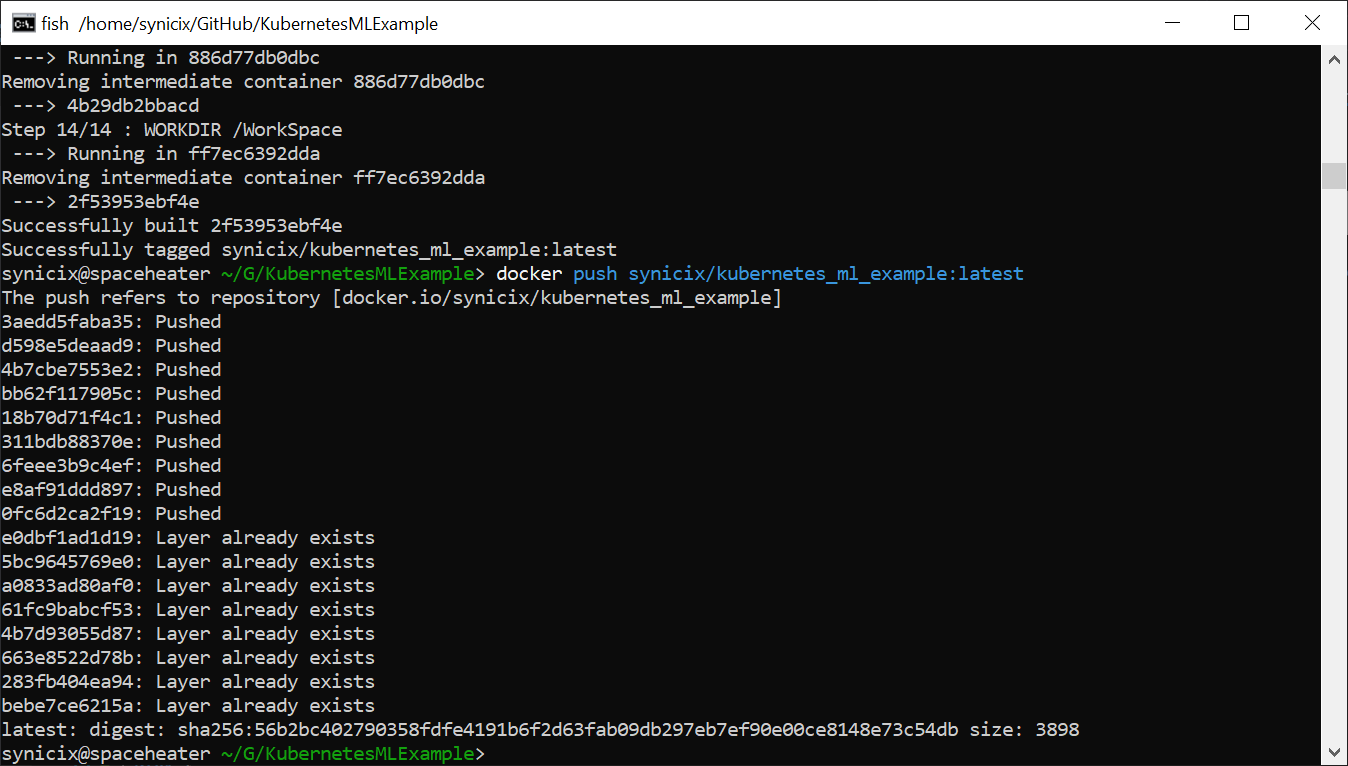 fish /home/synicix/GitHub/KubernetesMLExample
---> Running in 886d77db0dbc
Removing intermediate container 886d77db0dbc
---> 4b29db2bbacd
Step 14/14 : WORKDIR /WorkSpace
---> Running in ff7ec6392dda
Removing intermediate container ff7ec6392dda
---> 2f53953ebf4e
Successfully built 2f53953ebf4e
Successfully tagged synicix/kubernetes_ml_example:latest
synicix@spaceheater ~/G/KubernetesMLExample> docker push synicix/kubernetes_ml_example:latest
The push refers to repository [docker.io/synicix/kubernetes_ml_example]
3aedd5faba35: Pushed
d598e5deaad9: Pushed
4b7cbe7553e2: Pushed
bb62f117905c: Pushed
18b70d71f4c1: Pushed
311bdb88370e: Pushed
6feee3b9c4ef: Pushed
e8af91ddd897: Pushed
0fc6d2ca2f19: Pushed
e0dbf1ad1d19: Layer already exists
5bc9645769e0: Layer already exists
a0833ad80af0: Layer already exists
61fc9babcf53: Layer already exists
4b7d93055d87: Layer already exists
663e8522d78b: Layer already exists
283fb404ea94: Layer already exists
bebe7ce6215a: Layer already exists
latest: digest: sha256:56b2bc402790358fdfe4191b6f2d63fab09db297eb7ef90e00ce8148e73c54db size: 3898
synicix@spaceheater ~/G/KubernetesMLExample>